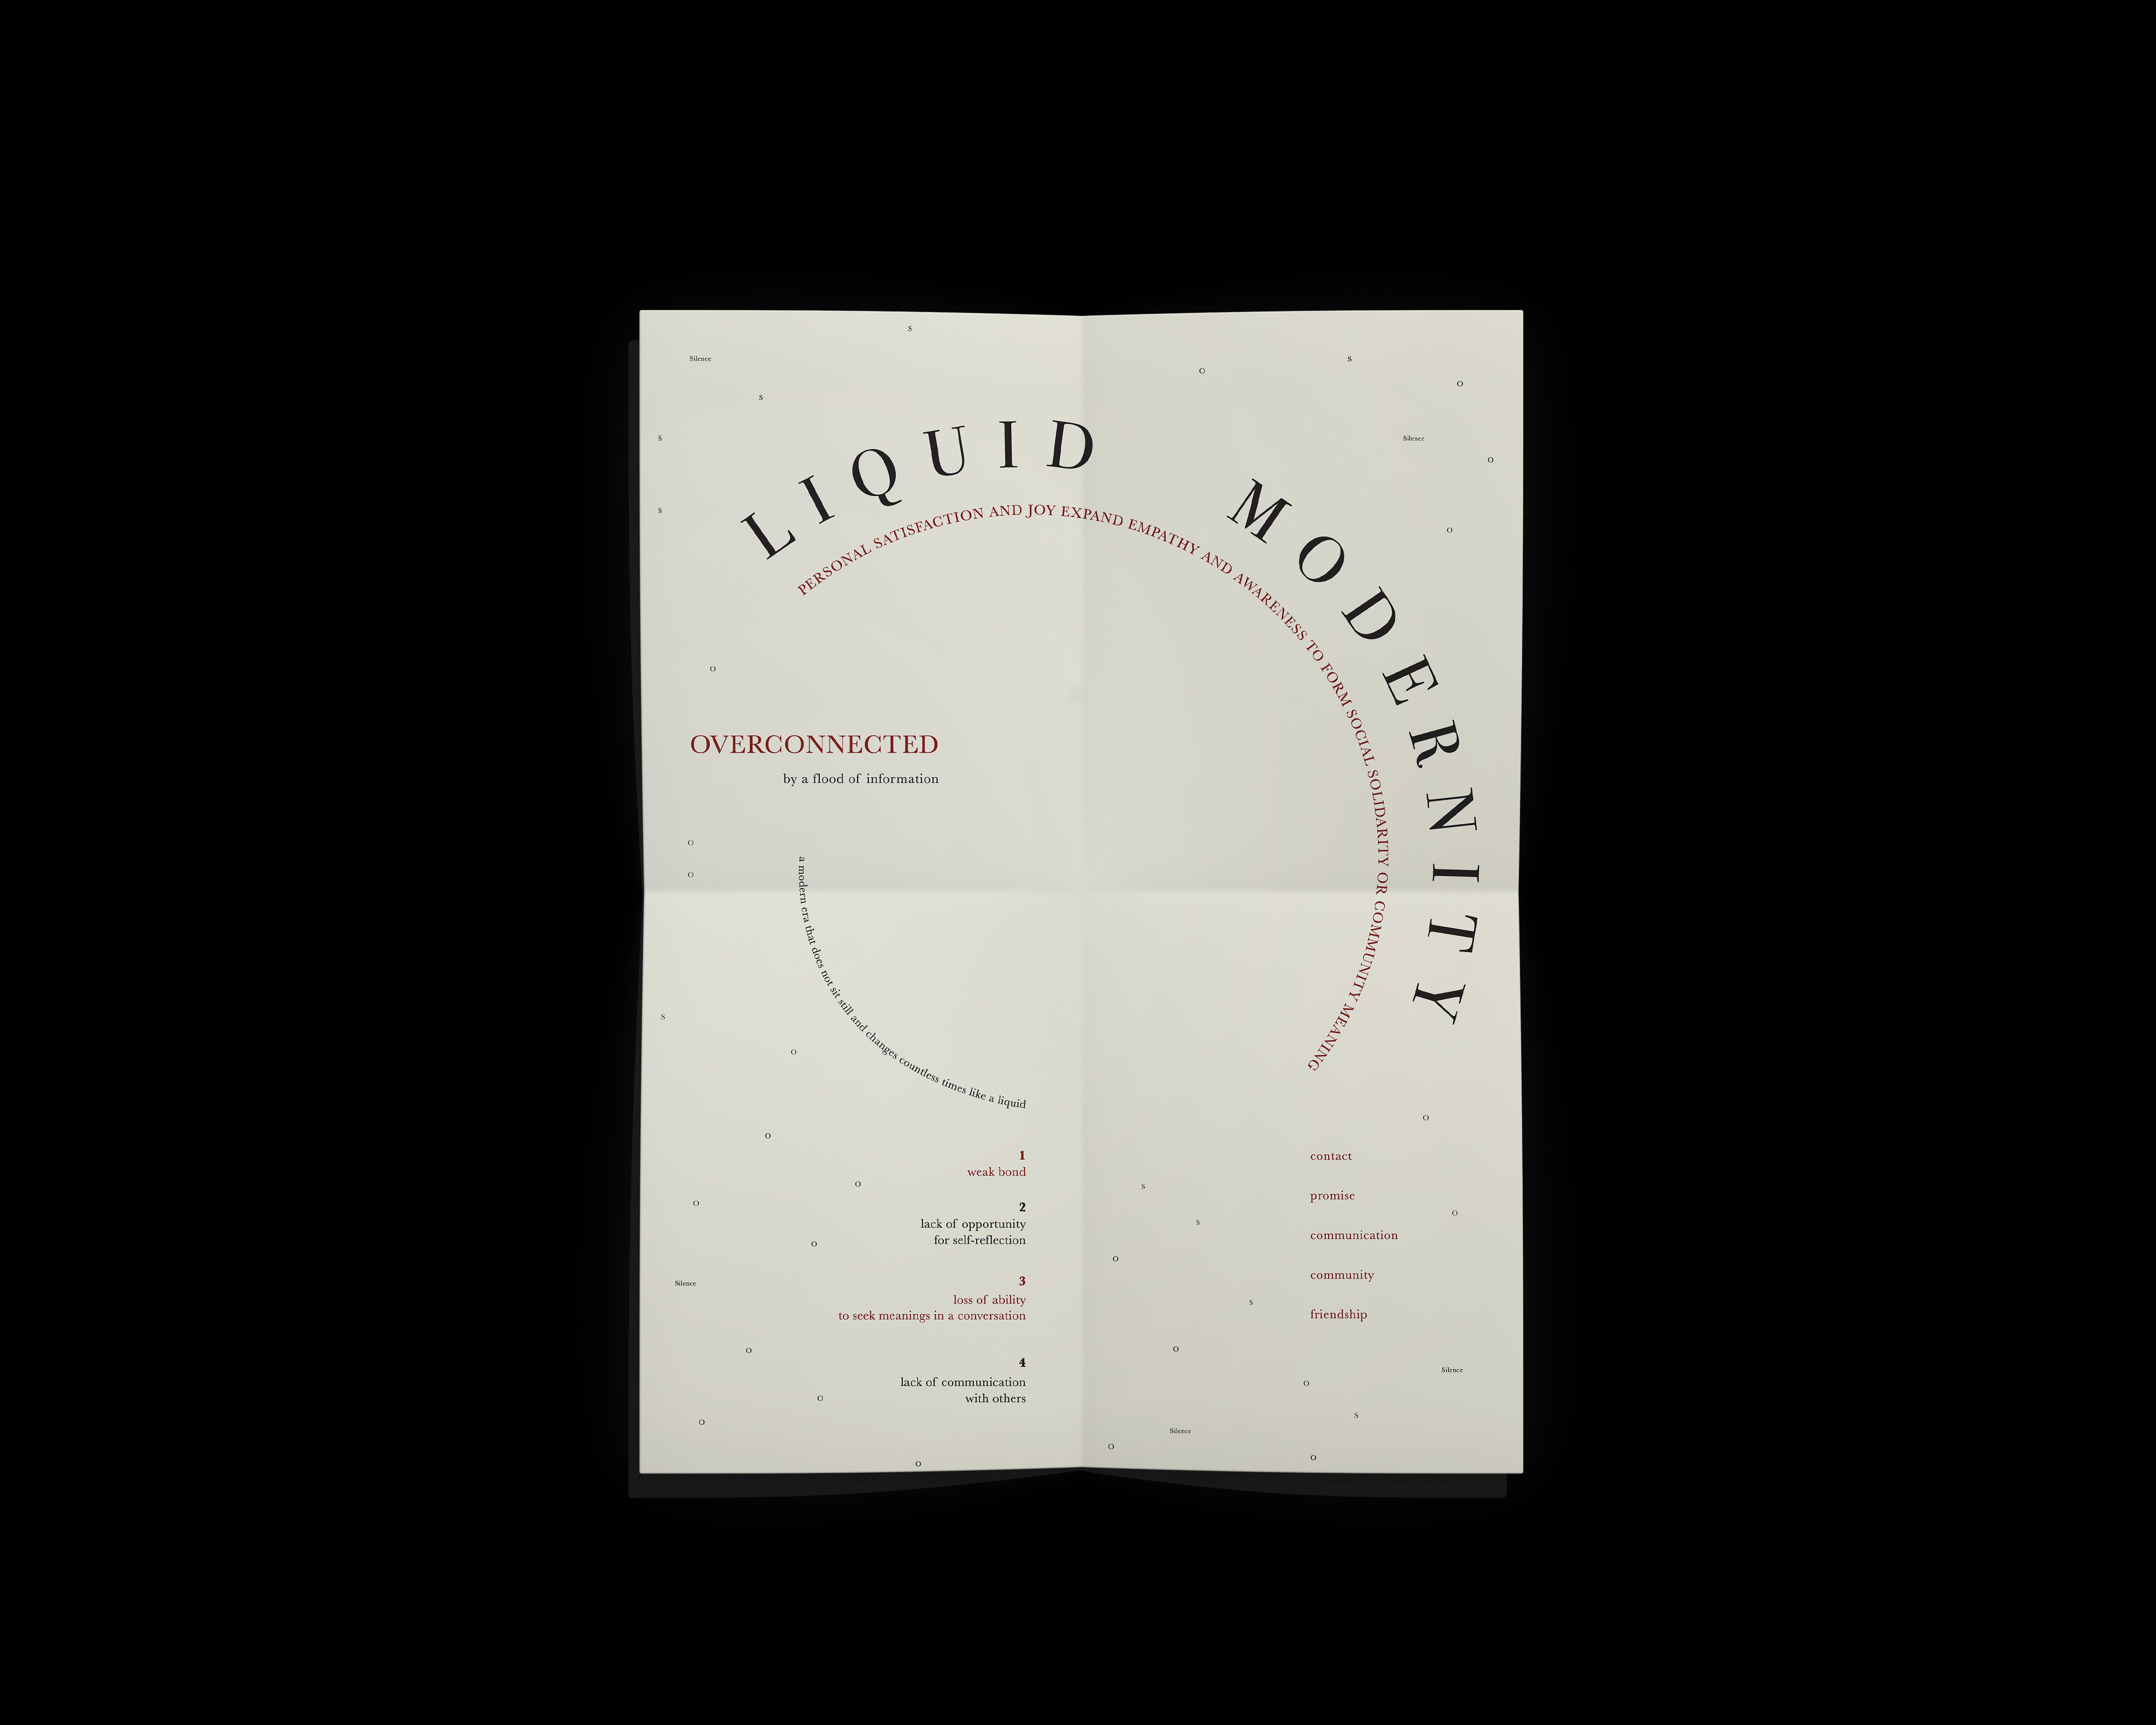 S
Silence
S
O
S
O
S
Silence
O
S
O
LIQUID MODERNITY
PERSONAL SATISFACTION AND JOY EXPAND EMPATHY AND AWARENESS TO FORM SOCIAL SOLIDARITY OR COMMUNITY MEANING
O
OVERCONNECTED
by a flood of information
O
O
a modern era that does not sit still and changes countless times like a liquid
S
O
O
O
O
O
1
weak bond
2
lack of opportunity
for self-reflection
3
loss of ability
to seek meanings in a conversation
4
lack of communication
with others
Silence
O
O
O
O
O
contact
promise
communication
community
friendship
O
S
S
O
S
O
O
Silence
S
Silence
O
O